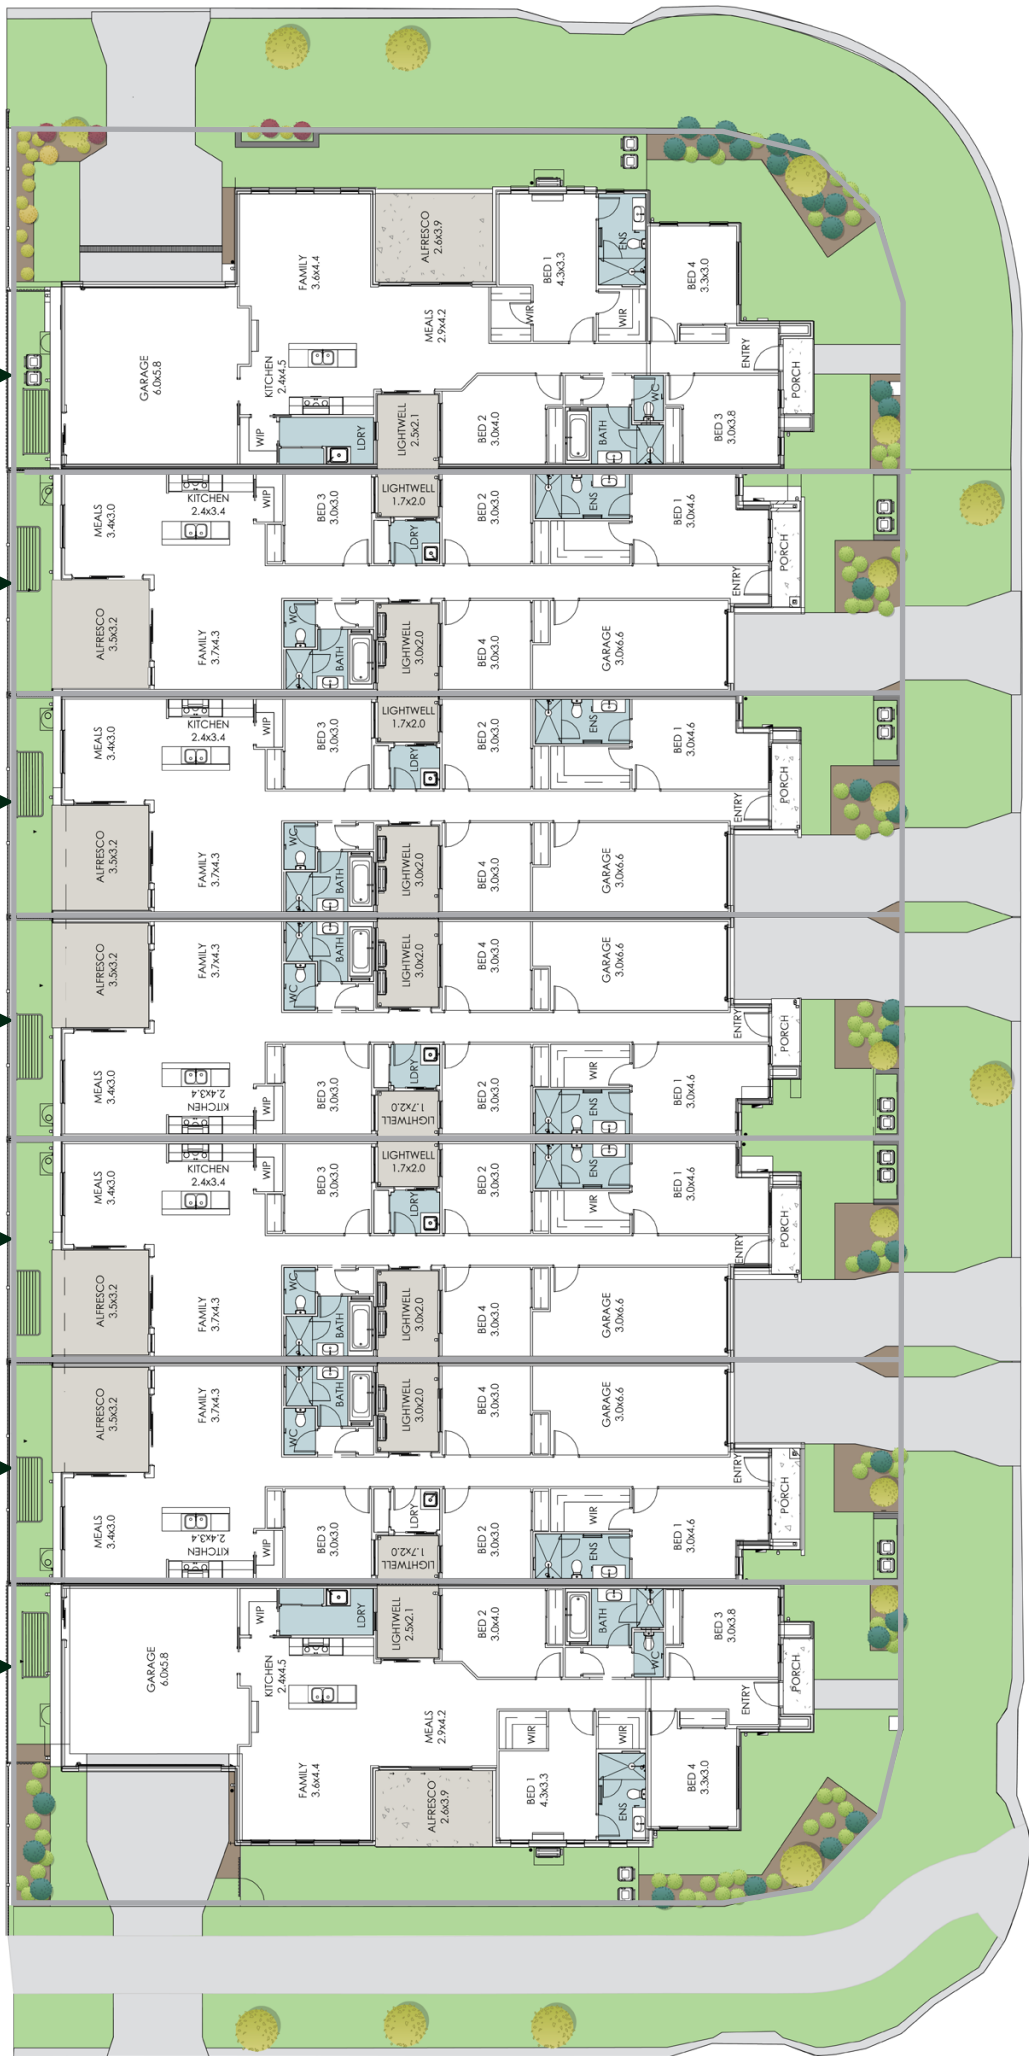 FAMILY
3.6x4.4
ALFRESCO
2.6x3.9
BED 1
4.3x3.3
ENS
BED 4
3.3x3.0
WIR
WIR
MEALS
2.9x4.2
ENTRY
PORCH
GARAGE
6.0x5.8
KITCHEN
2.4x4.5
WIP
LDRY
LIGHTWELL
2.5x2.1
BED 2
3.0x4.0
BATH
WC
BED 3
3.0x3.8
MEALS
3.4x3.0
KITCHEN
2.4x3.4
WIP
BED 3
3.0x3.0
LIGHTWELL
1.7x2.0
LDRY
BED 2
3.0x3.0
ENS
BED 1
3.0x4.6
ENTRY
PORCH
ALFRESCO
3.5x3.2
FAMILY
3.7x4.3
WC
BATH
LIGHTWELL
3.0x2.0
BED 4
3.0x3.0
GARAGE
3.0x6.6
MEALS
3.4x3.0
KITCHEN
2.4x3.4
WIP
BED 3
3.0x3.0
LIGHTWELL
1.7x2.0
LDRY
BED 2
3.0x3.0
ENS
BED 1
3.0x4.6
ENTRY
PORCH
ALFRESCO
3.5x3.2
FAMILY
3.7x4.3
WC
BATH
LIGHTWELL
3.0x2.0
BED 4
3.0x3.0
GARAGE
3.0x6.6
ALFRESCO
3.5x3.2
FAMILY
3.7x4.3
WC
BATH
LIGHTWELL
3.0x2.0
BED 4
3.0x3.0
GARAGE
3.0x6.6
ENTRY
PORCH
MEALS
3.4x3.0
KITCHEN
2.4x3.4
WIP
BED 3
3.0x3.0
LDRY
LIGHTWELL
1.7x2.0
BED 2
3.0x3.0
WIR
ENS
BED 1
3.0x4.6
MEALS
3.4x3.0
KITCHEN
2.4x3.4
WIP
BED 3
3.0x3.0
LIGHTWELL
1.7x2.0
LDRY
BED 2
3.0x3.0
ENS
WIR
BED 1
3.0x4.6
ENTRY
PORCH
ALFRESCO
3.5x3.2
FAMILY
3.7x4.3
WC
BATH
LIGHTWELL
3.0x2.0
BED 4
3.0x3.0
GARAGE
3.0x6.6
ALFRESCO
3.5x3.2
FAMILY
3.7x4.3
WC
BATH
LIGHTWELL
3.0x2.0
BED 4
3.0x3.0
GARAGE
3.0x6.6
ENTRY
PORCH
MEALS
3.4x3.0
KITCHEN
2.4x3.4
WIP
BED 3
3.0x3.0
LDRY
LIGHTWELL
1.7x2.0
BED 2
3.0x3.0
WIR
ENS
BED 1
3.0x4.6
GARAGE
6.0x5.8
WIP
LDRY
KITCHEN
2.4x4.5
LIGHTWELL
2.5x2.1
BED 2
3.0x4.0
BATH
WC
BED 3
3.0x3.8
ENTRY
PORCH
MEALS
2.9x4.2
WIR
WIR
FAMILY
3.6x4.4
ALFRESCO
2.6x3.9
BED 1
4.3x3.3
ENS
BED 4
3.3x3.0